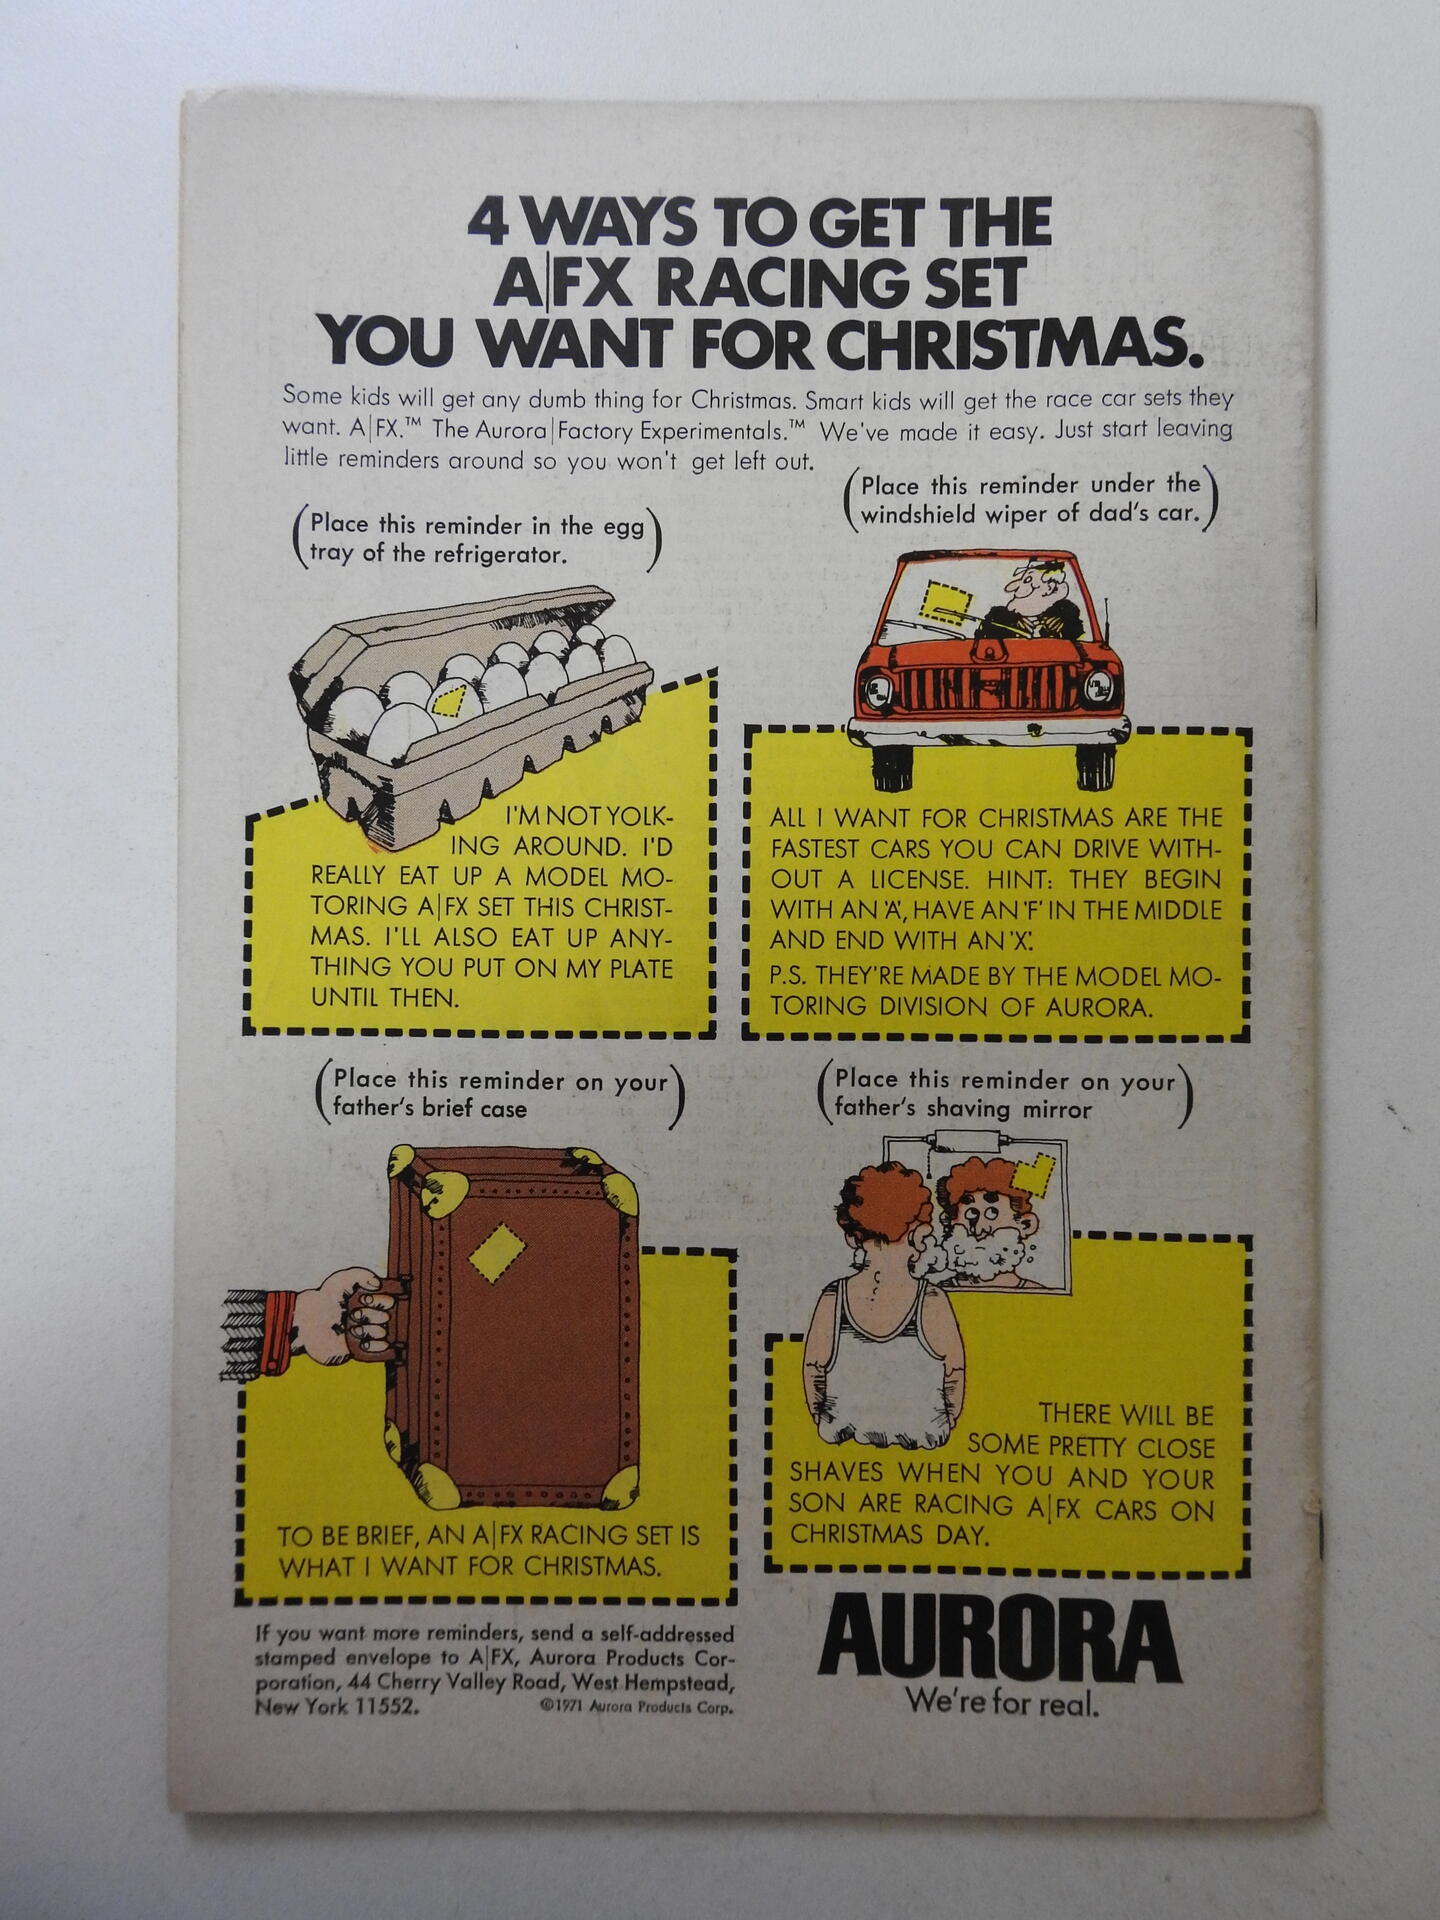 4 WAYS TO GET THE
A|FX RACING SET
YOU WANT FOR CHRISTMAS.
Some kids will get any dumb thing for Christmas. Smart kids will get the race car sets they
want. A|FX.™ The Aurora|Factory Experimentals.™ We've made it easy. Just start leaving
little reminders around so you won't get left out.
(Place this reminder in the egg
tray of the refrigerator.)
I'M NOT YOLK-
ING AROUND. I'D
REALLY EAT UP A MODEL MO-
TORING A|FX SET THIS CHRIST-
MAS. I'LL ALSO EAT UP ANY-
THING YOU PUT ON MY PLATE
UNTIL THEN.
(Place this reminder under the
windshield wiper of dad's car.)
ALL I WANT FOR CHRISTMAS ARE THE
FASTEST CARS YOU CAN DRIVE WITH-
OUT A LICENSE. HINT: THEY BEGIN
WITH AN 'A', HAVE AN 'F' IN THE MIDDLE
AND END WITH AN 'X'.
P.S. THEY'RE MADE BY THE MODEL MO-
TORING DIVISION OF AURORA.
(Place this reminder on your
father's brief case)
TO BE BRIEF, AN A|FX RACING SET IS
WHAT I WANT FOR CHRISTMAS.
(Place this reminder on your
father's shaving mirror)
THERE WILL BE
SOME PRETTY CLOSE
SHAVES WHEN YOU AND YOUR
SON ARE RACING A|FX CARS ON
CHRISTMAS DAY.
If you want more reminders, send a self-addressed
stamped envelope to A|FX, Aurora Products Cor-
poration, 44 Cherry Valley Road, West Hempstead,
New York 11552. ©1971 Aurora Products Corp.
AURORA
We're for real.